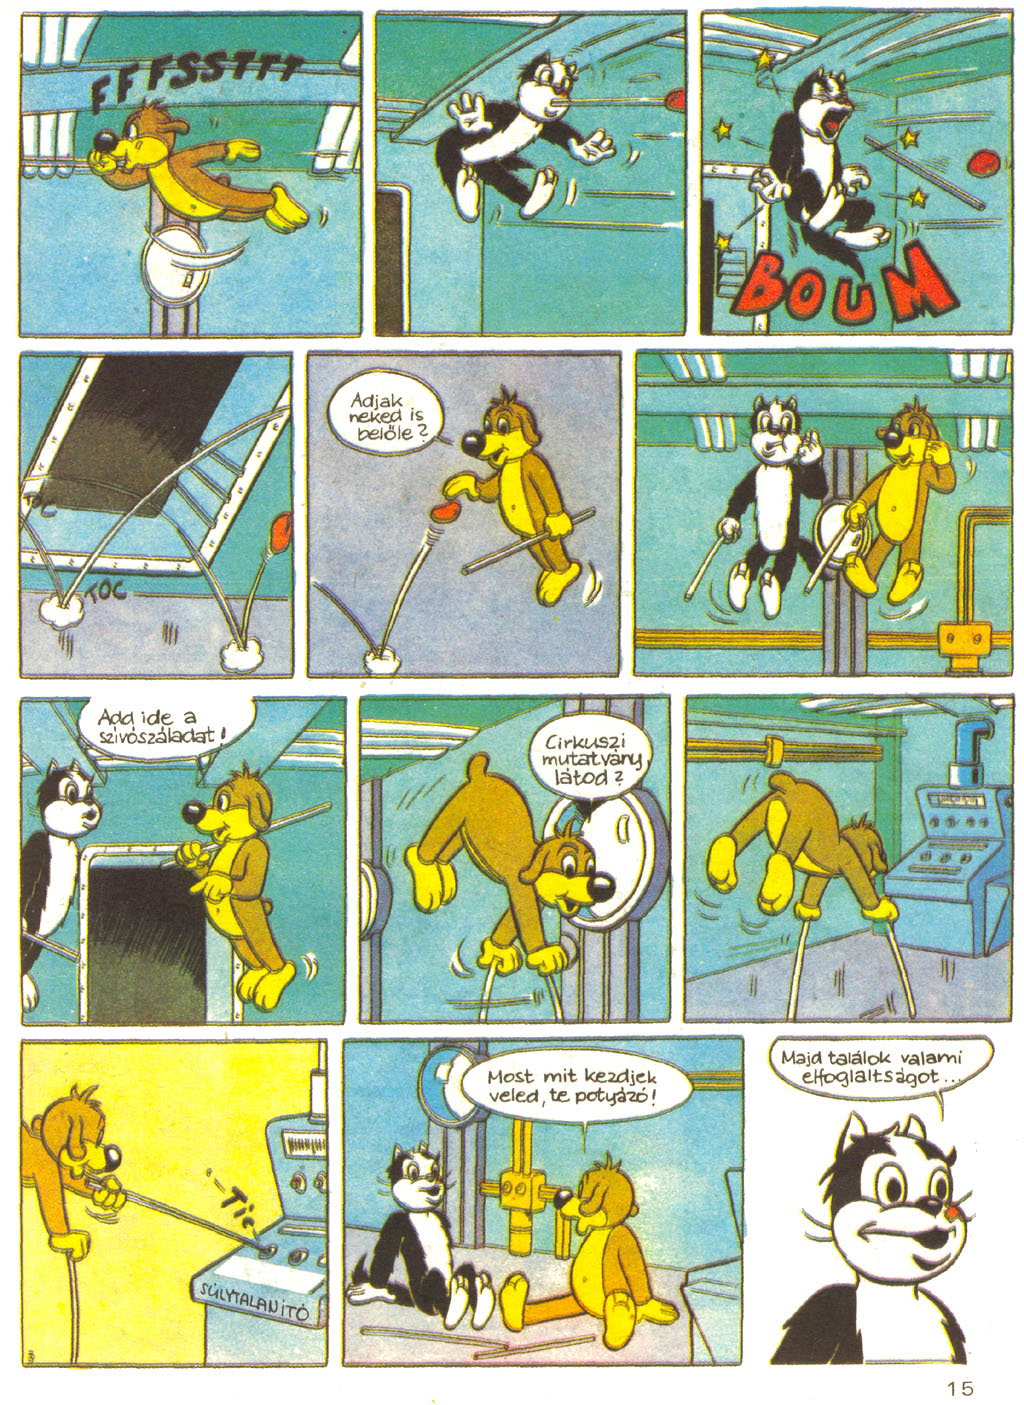 FFFSSTTT
BOUM
TOC
TOC
Adjak
neked is
belőle?
Add ide a
szívószáladat!
Cirkuszi
mutatvány,
látod?
Tic
SÚLYTALANÍTÓ
Most mit kezdjek
veled, te potyázó!
Majd találok valami
elfoglaltságot...
15